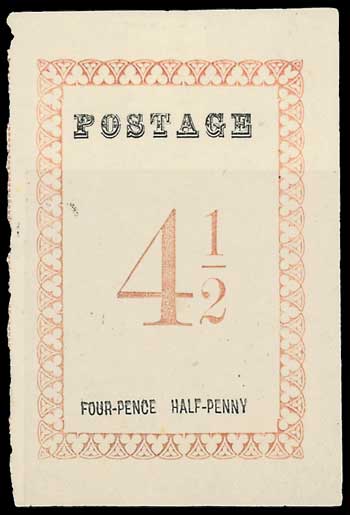 POSTAGE
4 1/2
FOUR-PENCE HALF-PENNY